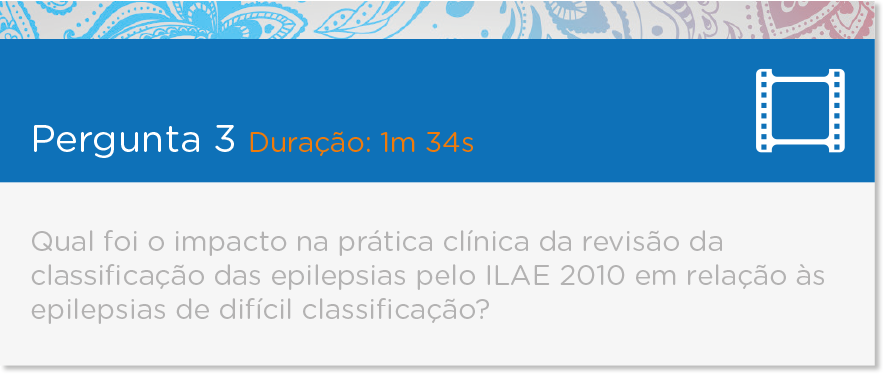 Pergunta 3 Duração: 1m 34s
Qual foi o impacto na prática clínica da revisão da
classificação das epilepsias pelo ILAE 2010 em relação às
epilepsias de difícil classificação?